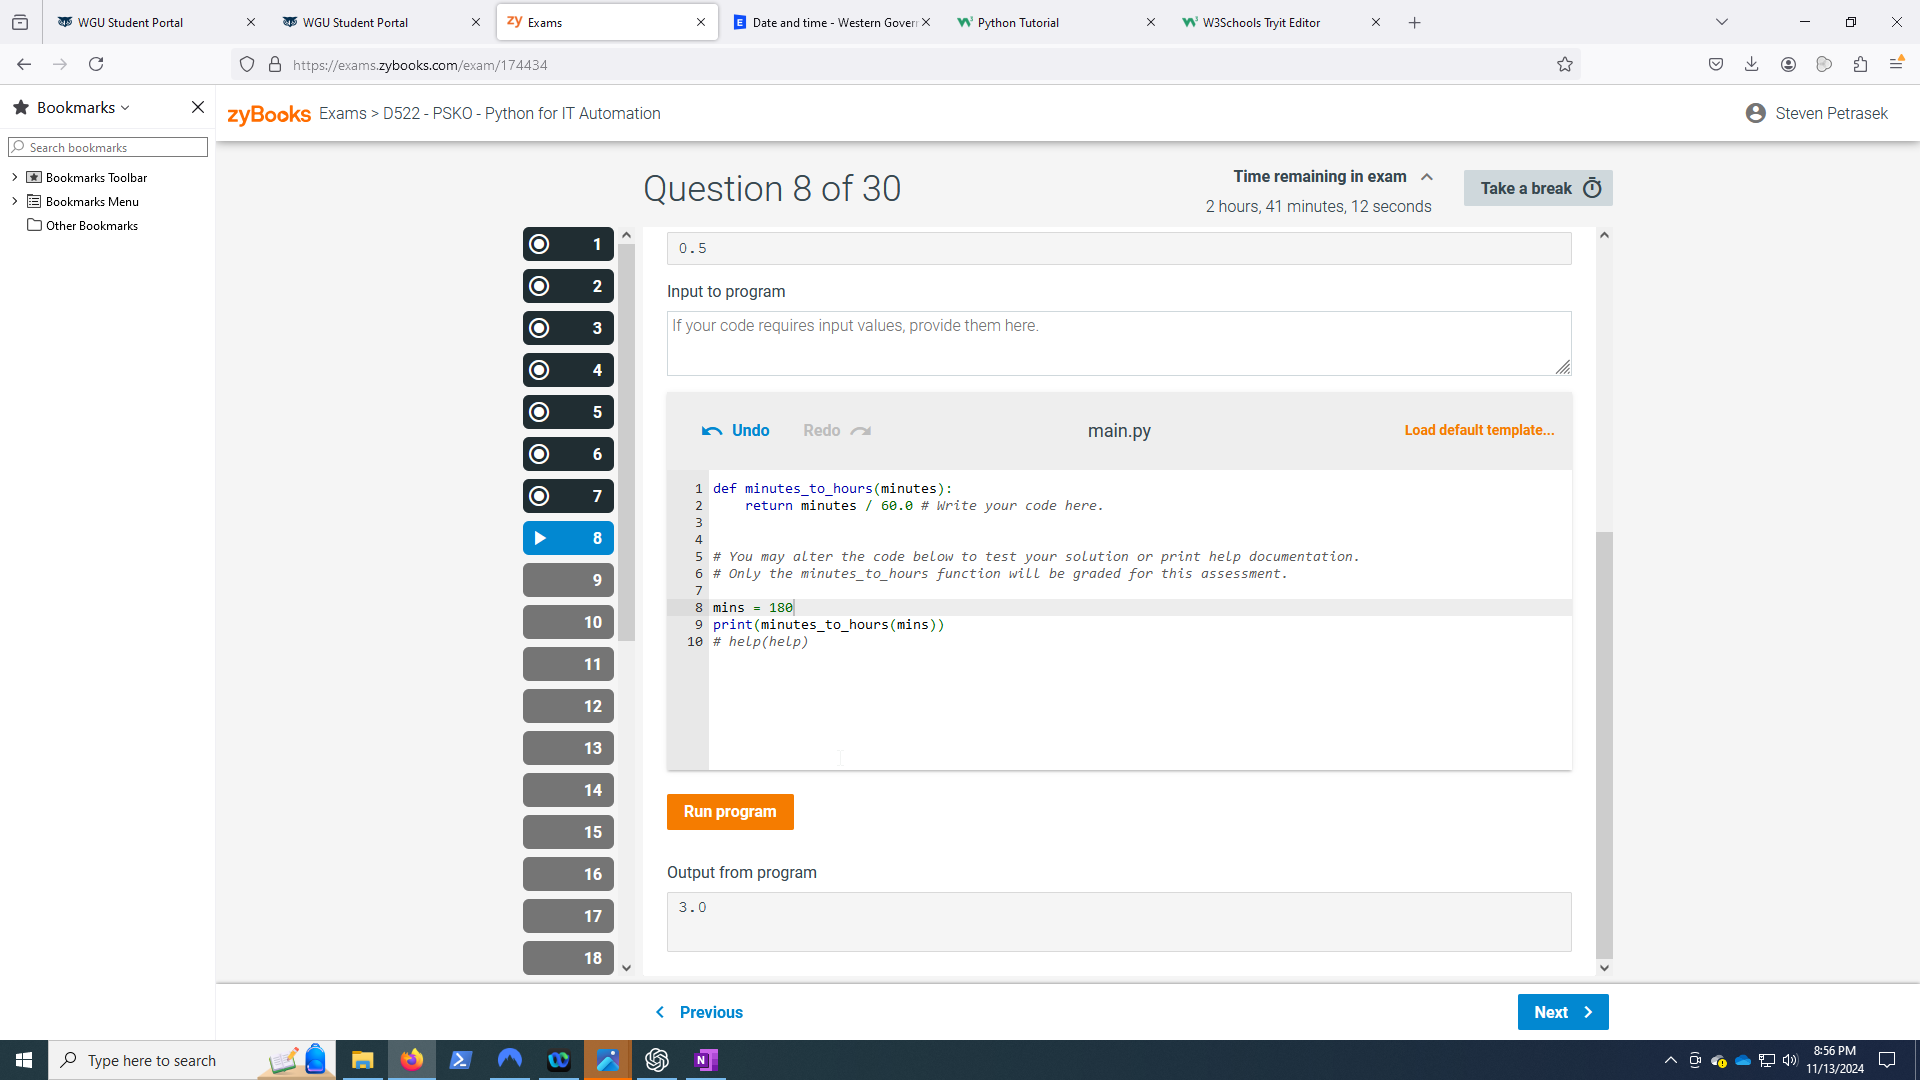 WGU Student Portal
WGU Student Portal
zy Exams
Date and time - Western Gover
Python Tutorial
W3Schools Tryit Editor
https://exams.zybooks.com/exam/174434
Bookmarks
Search bookmarks
Bookmarks Toolbar
Bookmarks Menu
Other Bookmarks
zyBooks Exams > D522 - PSKO - Python for IT Automation
Steven Petrasek
Question 8 of 30
Time remaining in exam
2 hours, 41 minutes, 12 seconds
Take a break
1
2
3
4
5
6
7
8
9
10
11
12
13
14
15
16
17
18
0.5
Input to program
If your code requires input values, provide them here.
Undo
Redo
main.py
Load default template...
1 def minutes_to_hours(minutes):
2     return minutes / 60.0 # Write your code here.
3
4
5 # You may alter the code below to test your solution or print help documentation.
6 # Only the minutes_to_hours function will be graded for this assessment.
7
8 mins = 180
9 print(minutes_to_hours(mins))
10 # help(help)
Run program
Output from program
3.0
Previous
Next
Type here to search
8:56 PM
11/13/2024